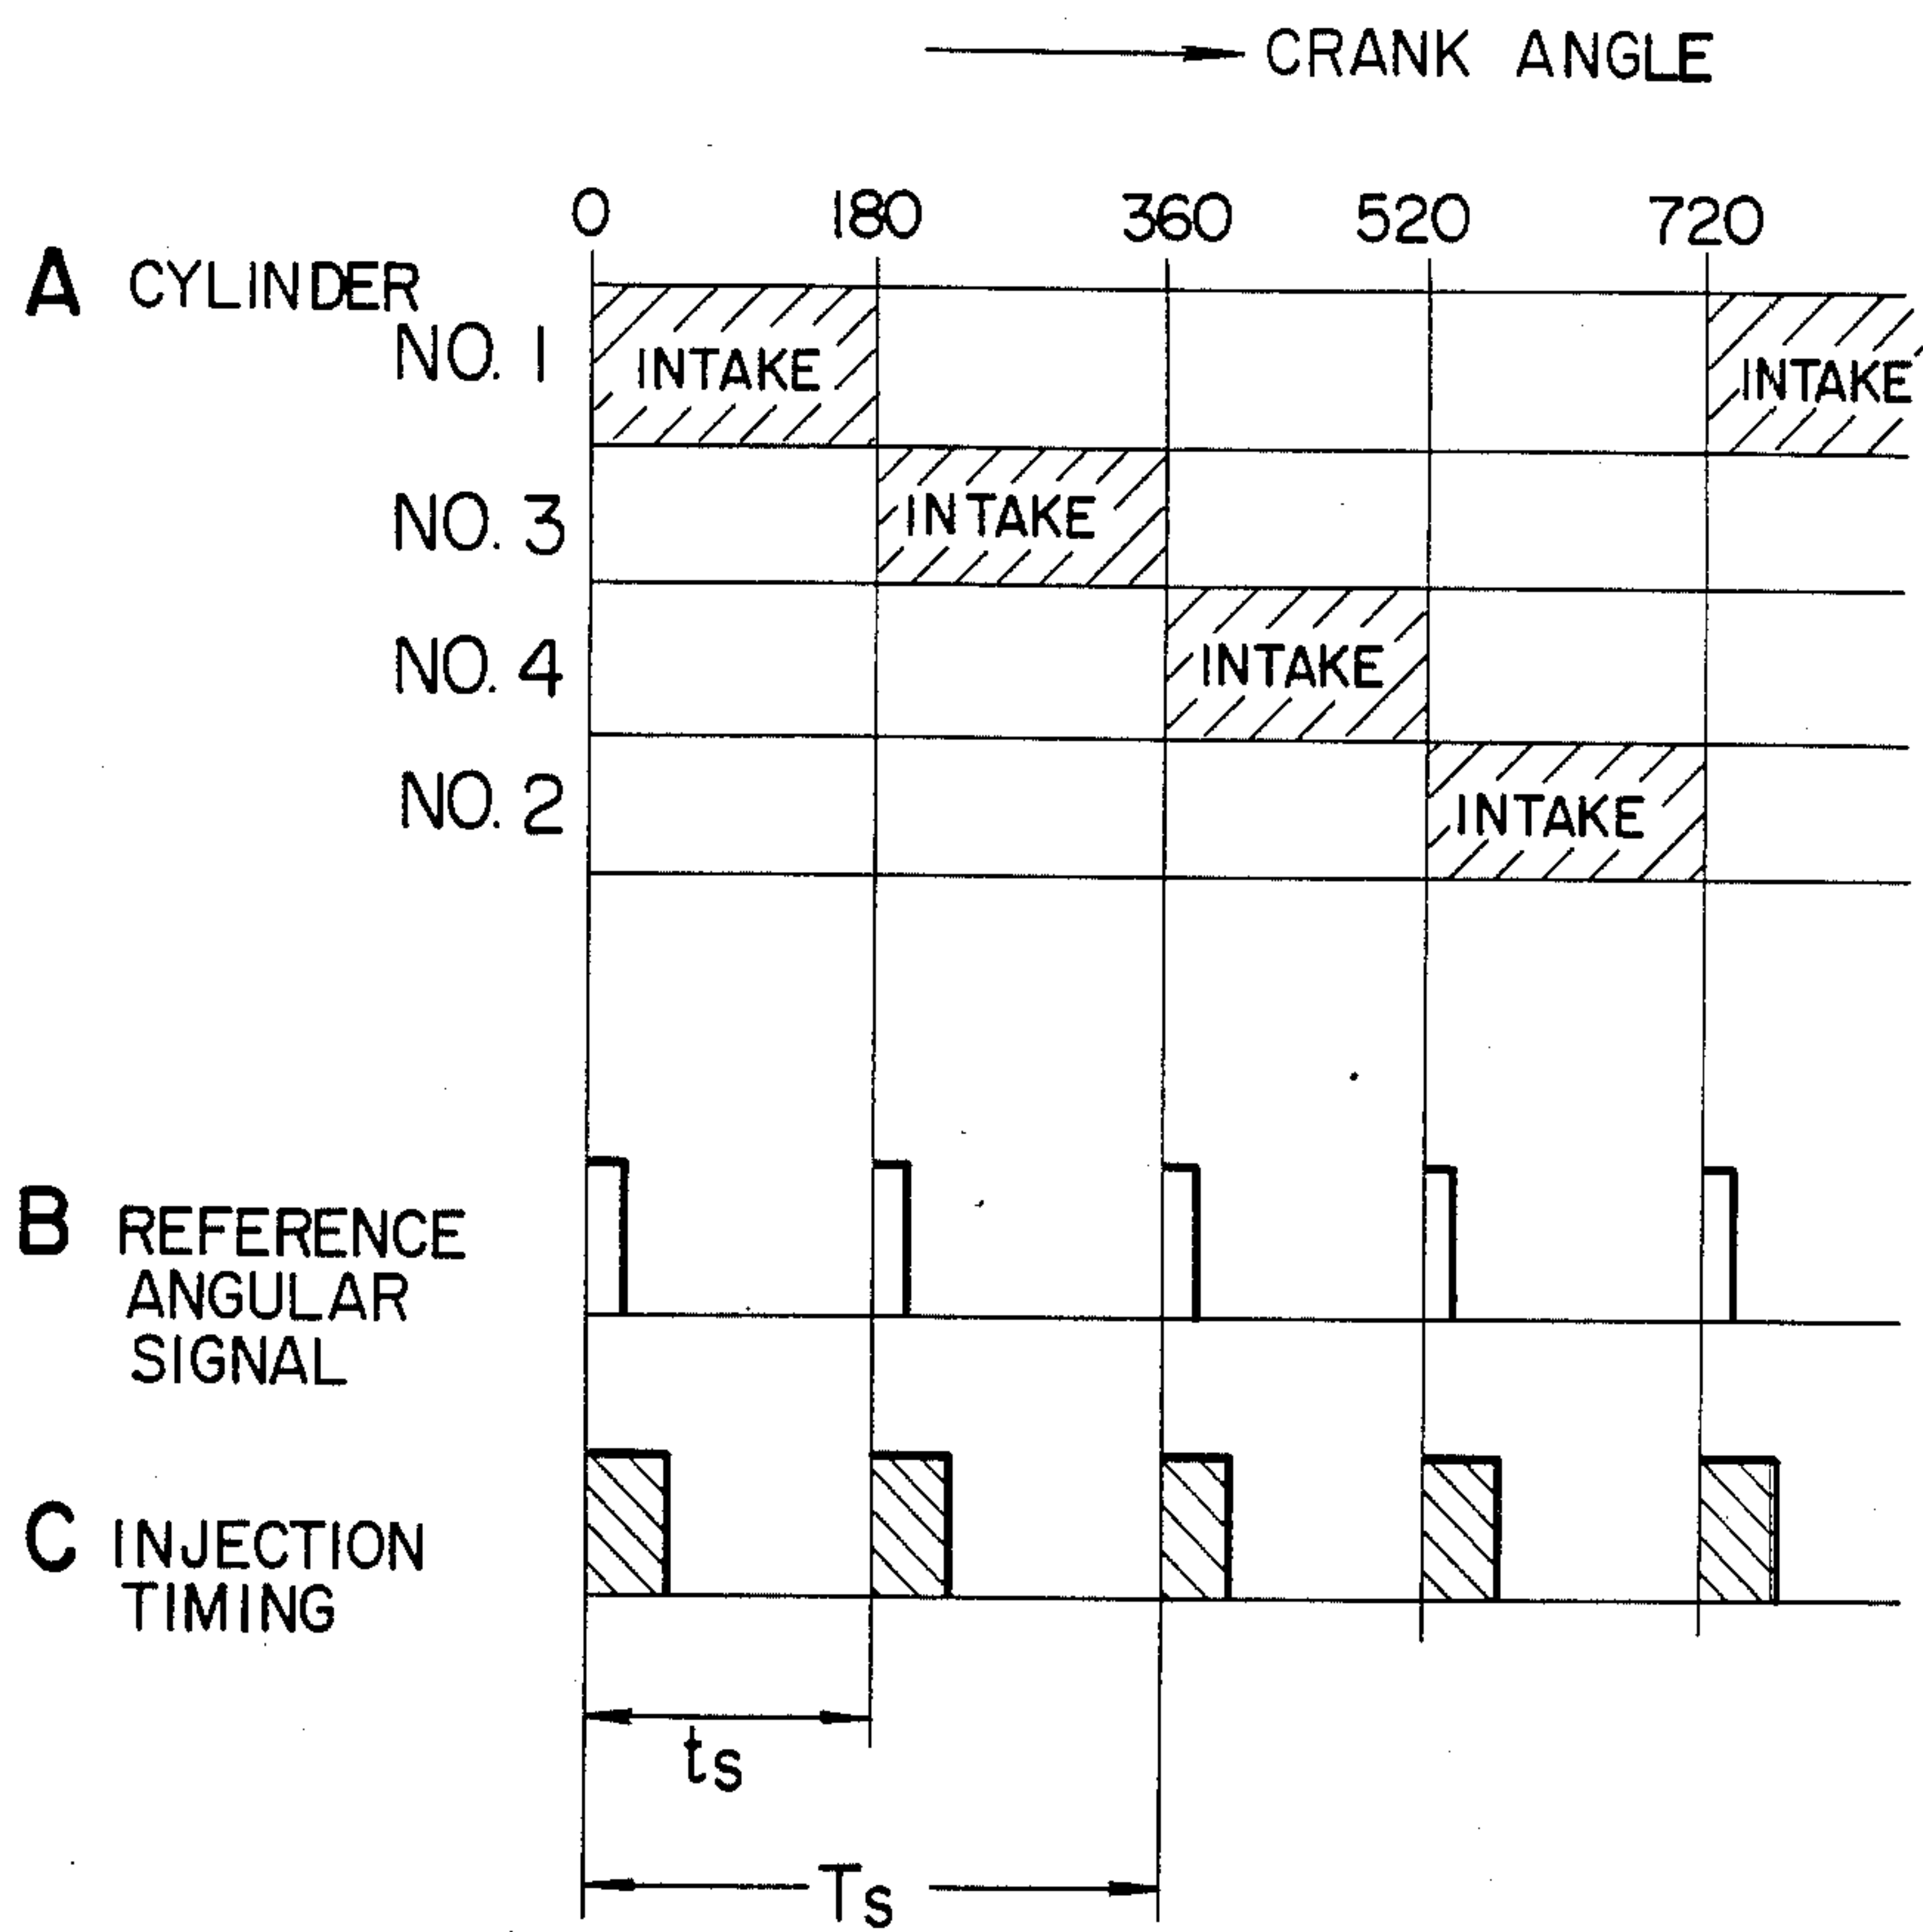 CRANK ANGLE
0 180 360 520 720
A CYLINDER
NO. 1 INTAKE INTAKE
NO. 3 INTAKE
NO. 4 INTAKE
NO. 2 INTAKE
B REFERENCE
ANGULAR
SIGNAL
C INJECTION
TIMING
ts
Ts